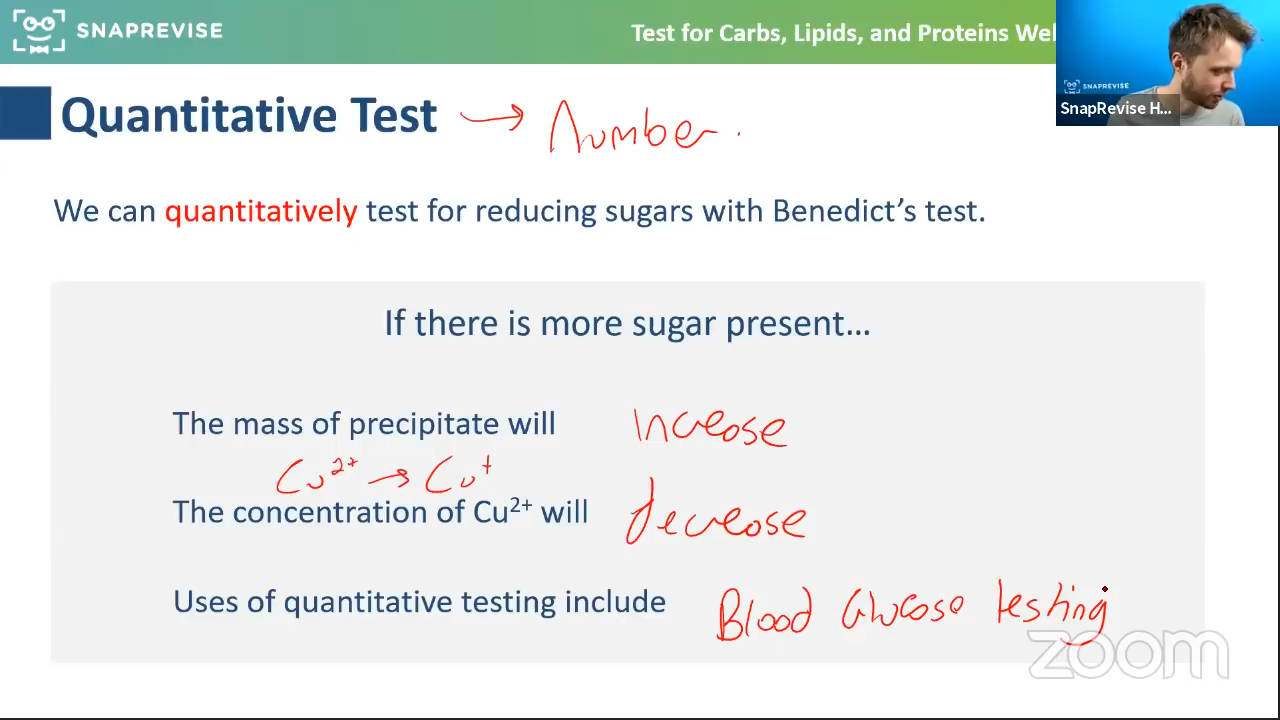 SNAPREVISE
Test for Carbs, Lipids, and Proteins Wel
SNAPREVISE
SnapRevise H...
Quantitative Test → Number.
We can quantitatively test for reducing sugars with Benedict's test.
If there is more sugar present...
The mass of precipitate will increase
Cu²⁺ → Cu⁺
The concentration of Cu²⁺ will decrease
Uses of quantitative testing include Blood Glucose testing
zoom